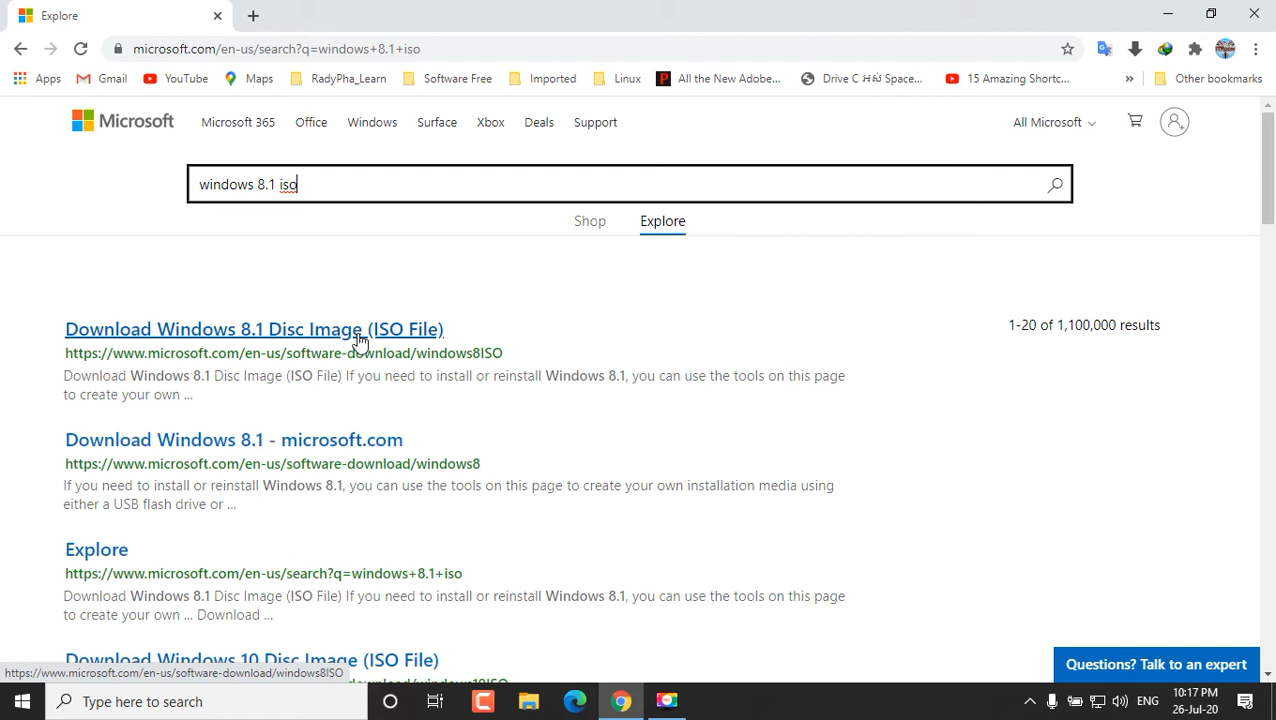 Explore
microsoft.com/en-us/search?q=windows+8.1+iso
Apps Gmail YouTube Maps RadyPha_Learn Software Free Imported Linux All the New Adobe... Drive C អស់ Space... 15 Amazing Shortc... » Other bookmarks
Microsoft Microsoft 365 Office Windows Surface Xbox Deals Support All Microsoft
windows 8.1 iso
Shop Explore
Download Windows 8.1 Disc Image (ISO File)
1-20 of 1,100,000 results
https://www.microsoft.com/en-us/software-download/windows8ISO
Download Windows 8.1 Disc Image (ISO File) If you need to install or reinstall Windows 8.1, you can use the tools on this page
to create your own ...
Download Windows 8.1 - microsoft.com
https://www.microsoft.com/en-us/software-download/windows8
If you need to install or reinstall Windows 8.1, you can use the tools on this page to create your own installation media using
either a USB flash drive or ...
Explore
https://www.microsoft.com/en-us/search?q=windows+8.1+iso
Download Windows 8.1 Disc Image (ISO File) If you need to install or reinstall Windows 8.1, you can use the tools on this page
to create your own ... Download ...
Download Windows 10 Disc Image (ISO File)
Questions? Talk to an expert
https://www.microsoft.com/en-us/software-download/windows8ISO
Type here to search
ENG
10:17 PM
26-Jul-20